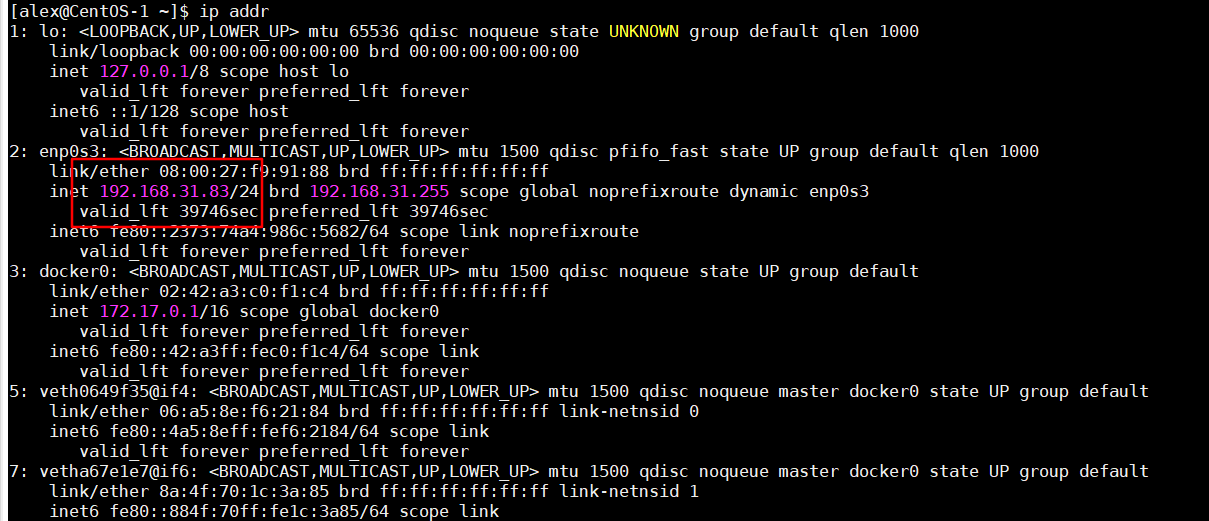 [alex@CentOS-1 ~]$ ip addr
1: lo: <LOOPBACK,UP,LOWER_UP> mtu 65536 qdisc noqueue state UNKNOWN group default qlen 1000
    link/loopback 00:00:00:00:00:00 brd 00:00:00:00:00:00
    inet 127.0.0.1/8 scope host lo
       valid_lft forever preferred_lft forever
    inet6 ::1/128 scope host
       valid_lft forever preferred_lft forever
2: enp0s3: <BROADCAST,MULTICAST,UP,LOWER_UP> mtu 1500 qdisc pfifo_fast state UP group default qlen 1000
    link/ether 08:00:27:f9:91:88 brd ff:ff:ff:ff:ff:ff
    inet 192.168.31.83/24 brd 192.168.31.255 scope global noprefixroute dynamic enp0s3
       valid_lft 39746sec preferred_lft 39746sec
    inet6 fe80::2373:74a4:986c:5682/64 scope link noprefixroute
       valid_lft forever preferred_lft forever
3: docker0: <BROADCAST,MULTICAST,UP,LOWER_UP> mtu 1500 qdisc noqueue state UP group default
    link/ether 02:42:a3:c0:f1:c4 brd ff:ff:ff:ff:ff:ff
    inet 172.17.0.1/16 scope global docker0
       valid_lft forever preferred_lft forever
    inet6 fe80::42:a3ff:fec0:f1c4/64 scope link
       valid_lft forever preferred_lft forever
5: veth0649f35@if4: <BROADCAST,MULTICAST,UP,LOWER_UP> mtu 1500 qdisc noqueue master docker0 state UP group default
    link/ether 06:a5:8e:f6:21:84 brd ff:ff:ff:ff:ff:ff link-netnsid 0
    inet6 fe80::4a5:8eff:fef6:2184/64 scope link
       valid_lft forever preferred_lft forever
7: vetha67e1e7@if6: <BROADCAST,MULTICAST,UP,LOWER_UP> mtu 1500 qdisc noqueue master docker0 state UP group default
    link/ether 8a:4f:70:1c:3a:85 brd ff:ff:ff:ff:ff:ff link-netnsid 1
    inet6 fe80::884f:70ff:fe1c:3a85/64 scope link